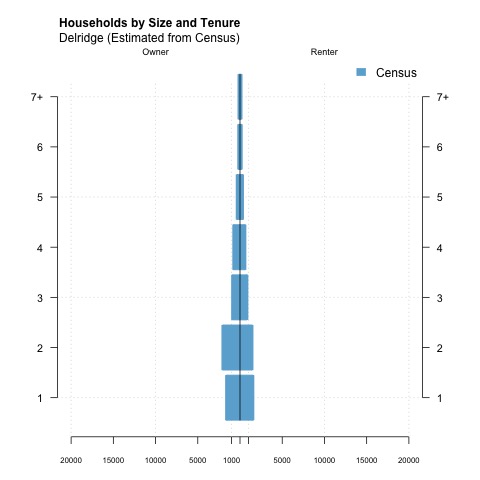 Households by Size and Tenure
Delridge (Estimated from Census)
Owner Renter
Census
7+ 7+
6 6
5 5
4 4
3 3
2 2
1 1
20000 15000 10000 5000 1000 5000 10000 15000 20000